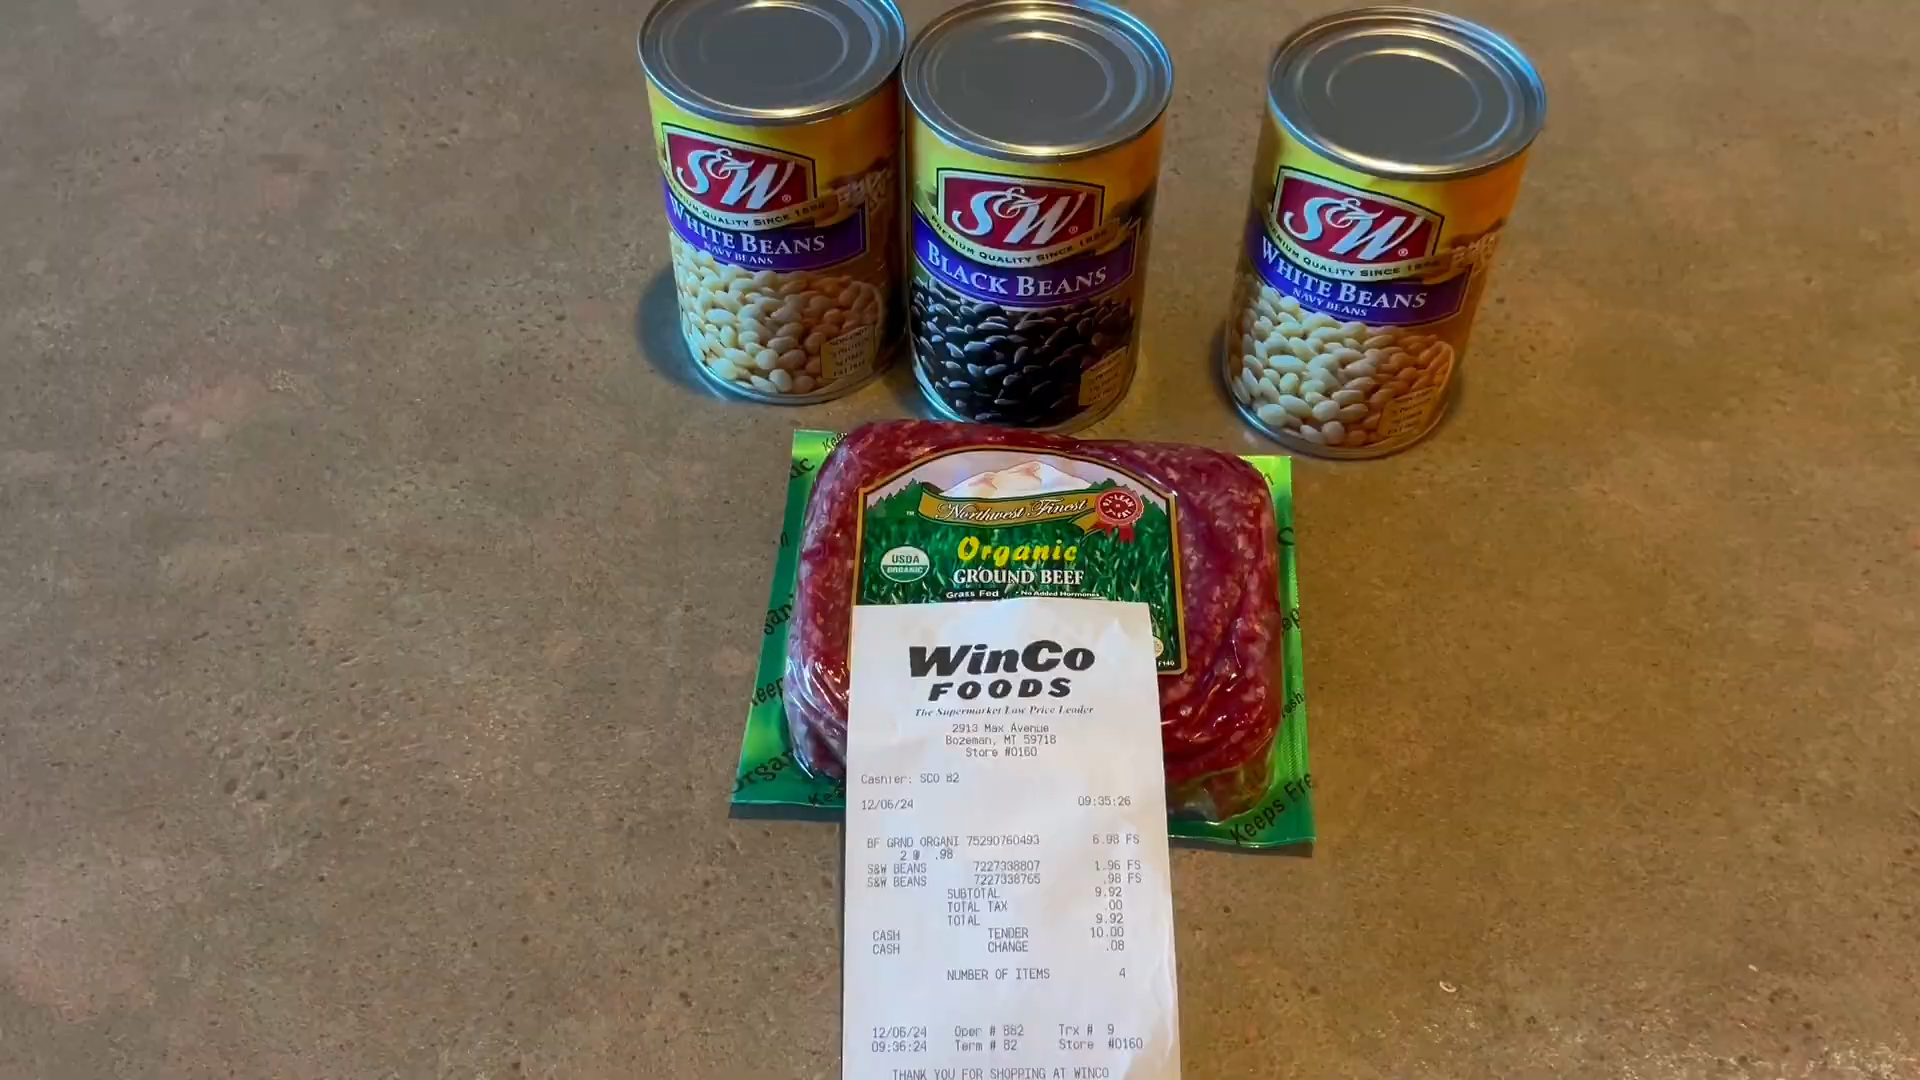 S&W®
PREMIUM QUALITY SINCE 1896
WHITE BEANS
NAVY BEANS
S&W®
PREMIUM QUALITY SINCE 1896
BLACK BEANS
S&W®
PREMIUM QUALITY SINCE 1896
WHITE BEANS
NAVY BEANS
Northwest Finest
™
USDA
ORGANIC
Organic
GROUND BEEF
Grass Fed • No Added Hormones
Keeps Fre
WinCo
FOODS
The Supermarket Low Price Leader
2913 Max Avenue
Bozeman, MT 59718
Store #0160
Cashier: SCO 82
12/06/24 09:35:26
BF GRND ORGANI 75290760493 6.98 FS
2 @ .98
S&W BEANS 7227338807 1.96 FS
S&W BEANS 7227338765 .98 FS
SUBTOTAL 9.92
TOTAL TAX .00
TOTAL 9.92
CASH TENDER 10.00
CASH CHANGE .08
NUMBER OF ITEMS 4
12/06/24 Oper # 882 Trx # 9
09:36:24 Term # 82 Store #0160
THANK YOU FOR SHOPPING AT WINCO